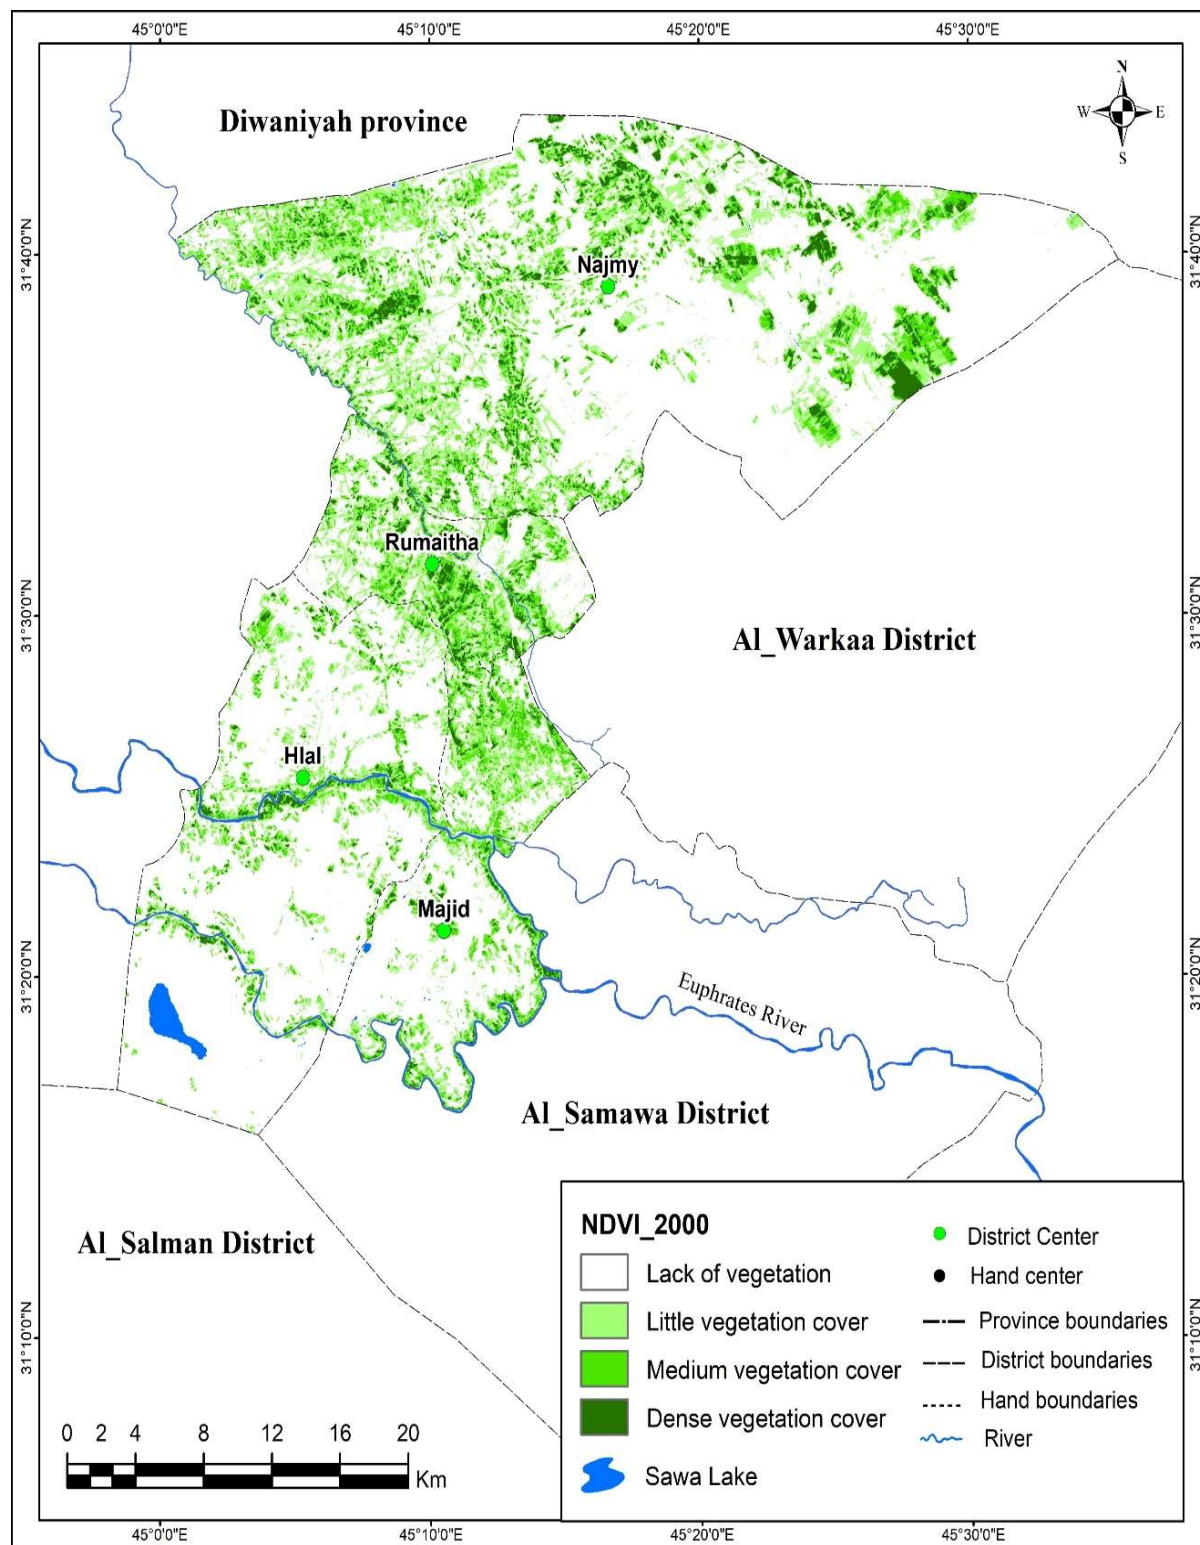 45°0'0"E
45°10'0"E
45°20'0"E
45°30'0"E
N
W
E
S
Diwaniyah province
31°40'0"N
31°40'0"N
Najmy
Rumaitha
31°30'0"N
31°30'0"N
Al_Warkaa District
Hlal
Majid
31°20'0"N
31°20'0"N
Euphrates River
Al_Samawa District
Al_Salman District
31°10'0"N
31°10'0"N
NDVI_2000
Lack of vegetation
Little vegetation cover
Medium vegetation cover
Dense vegetation cover
Sawa Lake
District Center
Hand center
Province boundaries
District boundaries
Hand boundaries
River
0 2 4 8 12 16 20
Km
45°0'0"E
45°10'0"E
45°20'0"E
45°30'0"E